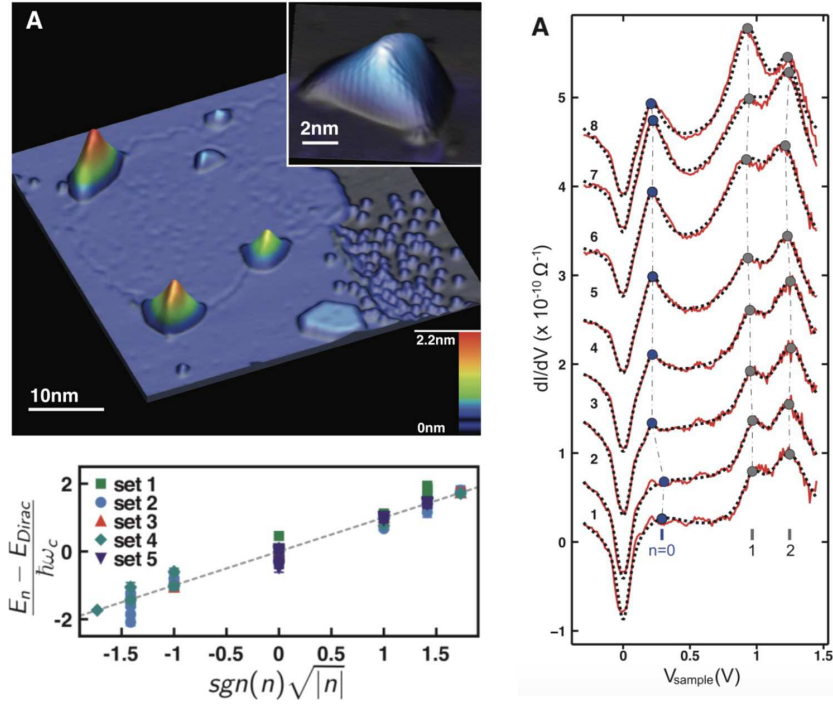 A
2nm
2.2nm
0nm
10nm
set 1
set 2
set 3
set 4
set 5
E_n − E_Dirac
ħω_c
2
0
-2
-1.5
-1
-0.5
0
0.5
1
1.5
sgn(n)√|n|
A
dI/dV (x 10⁻¹⁰ Ω⁻¹)
5
4
3
2
1
0
−1
8
7
6
5
4
3
2
1
n=0
1
2
0
0.5
1
1.5
V_sample(V)